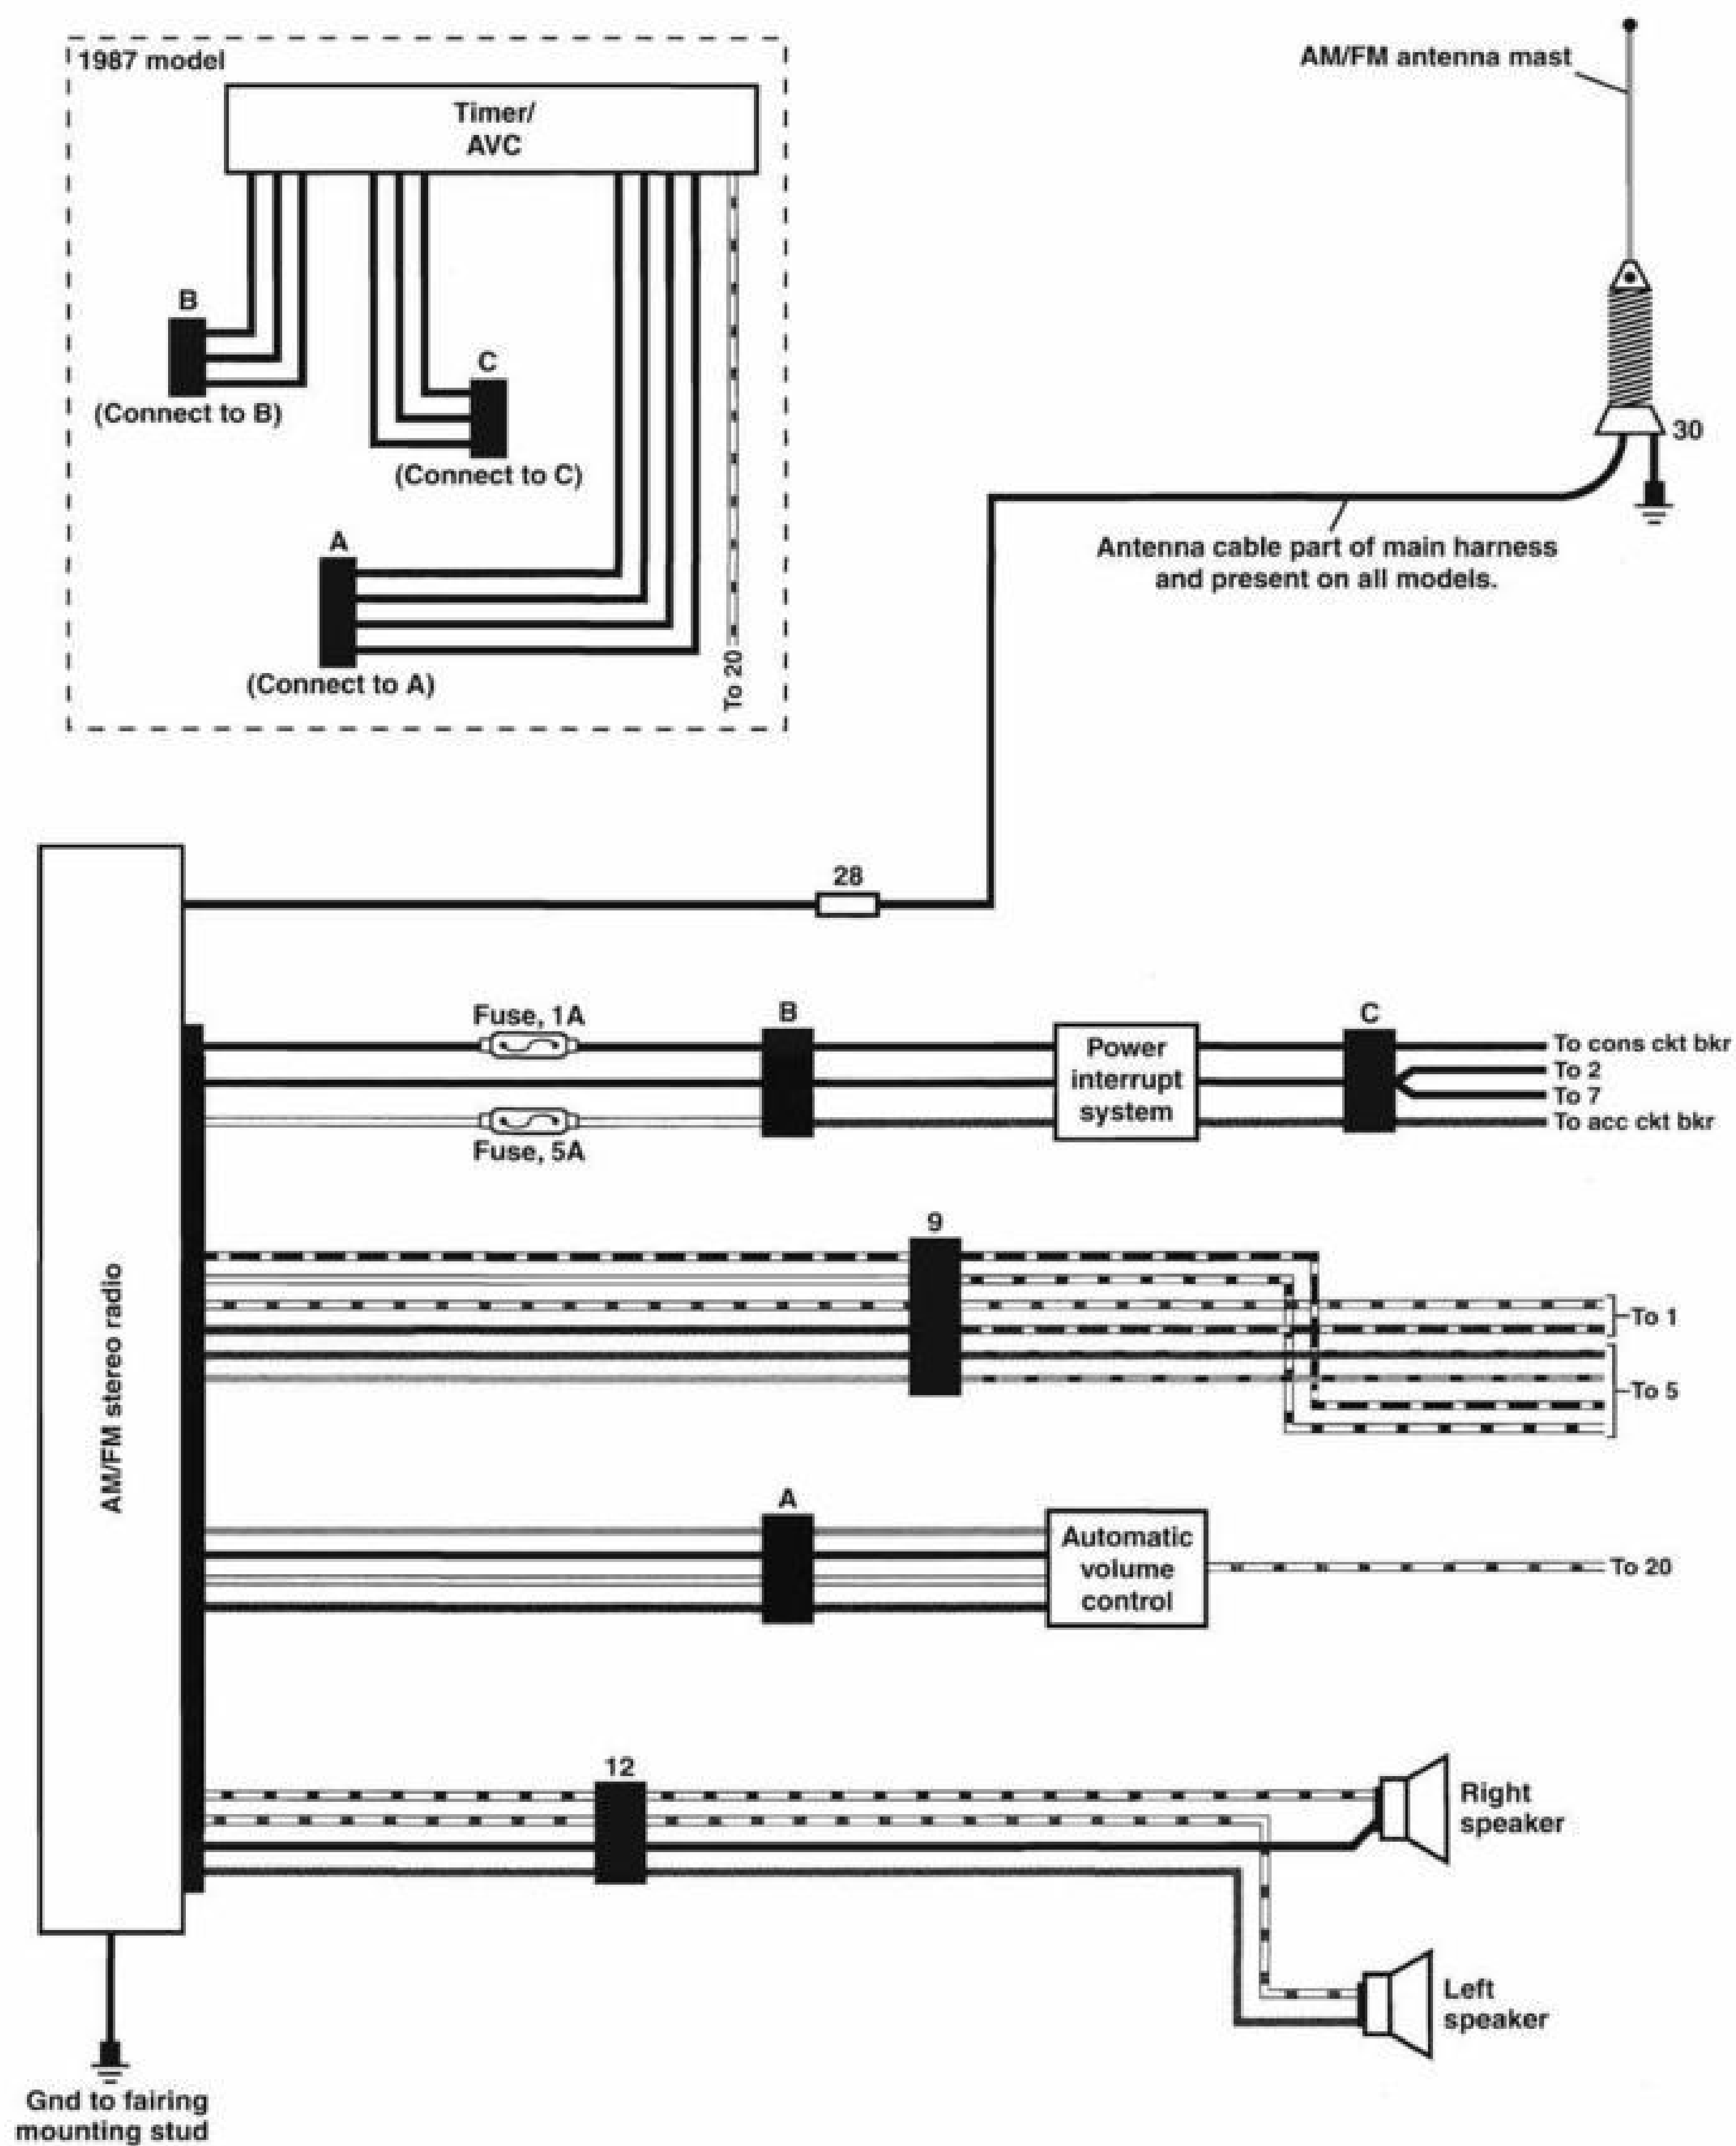 1987 model
Timer/
AVC
B
(Connect to B)
C
(Connect to C)
A
(Connect to A)
To 20
AM/FM antenna mast
30
Antenna cable part of main harness
and present on all models.
28
AM/FM stereo radio
Fuse, 1A
Fuse, 5A
B
Power
interrupt
system
C
To cons ckt bkr
To 2
To 7
To acc ckt bkr
9
To 1
To 5
A
Automatic
volume
control
To 20
12
Right
speaker
Left
speaker
Gnd to fairing
mounting stud